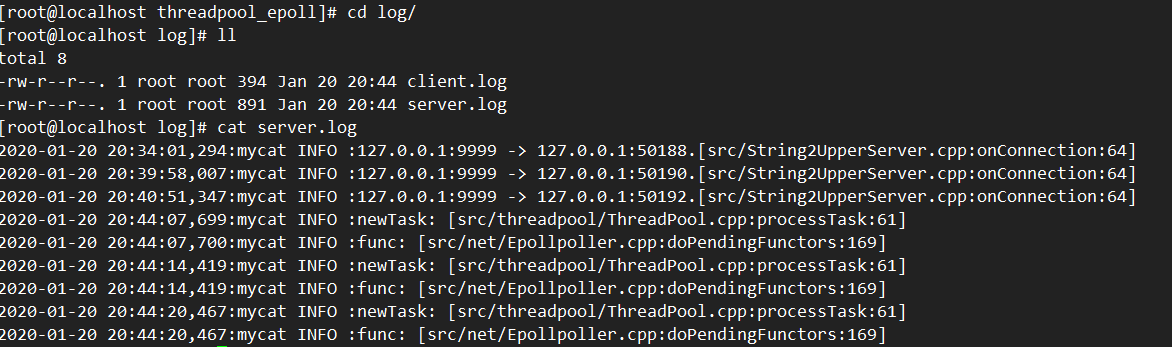 [root@localhost threadpool_epoll]# cd log/
[root@localhost log]# ll
total 8
-rw-r--r--. 1 root root 394 Jan 20 20:44 client.log
-rw-r--r--. 1 root root 891 Jan 20 20:44 server.log
[root@localhost log]# cat server.log
2020-01-20 20:34:01,294:mycat INFO :127.0.0.1:9999 -> 127.0.0.1:50188.[src/String2UpperServer.cpp:onConnection:64]
2020-01-20 20:39:58,007:mycat INFO :127.0.0.1:9999 -> 127.0.0.1:50190.[src/String2UpperServer.cpp:onConnection:64]
2020-01-20 20:40:51,347:mycat INFO :127.0.0.1:9999 -> 127.0.0.1:50192.[src/String2UpperServer.cpp:onConnection:64]
2020-01-20 20:44:07,699:mycat INFO :newTask: [src/threadpool/ThreadPool.cpp:processTask:61]
2020-01-20 20:44:07,700:mycat INFO :func: [src/net/Epollpoller.cpp:doPendingFunctors:169]
2020-01-20 20:44:14,419:mycat INFO :newTask: [src/threadpool/ThreadPool.cpp:processTask:61]
2020-01-20 20:44:14,419:mycat INFO :func: [src/net/Epollpoller.cpp:doPendingFunctors:169]
2020-01-20 20:44:20,467:mycat INFO :newTask: [src/threadpool/ThreadPool.cpp:processTask:61]
2020-01-20 20:44:20,467:mycat INFO :func: [src/net/Epollpoller.cpp:doPendingFunctors:169]